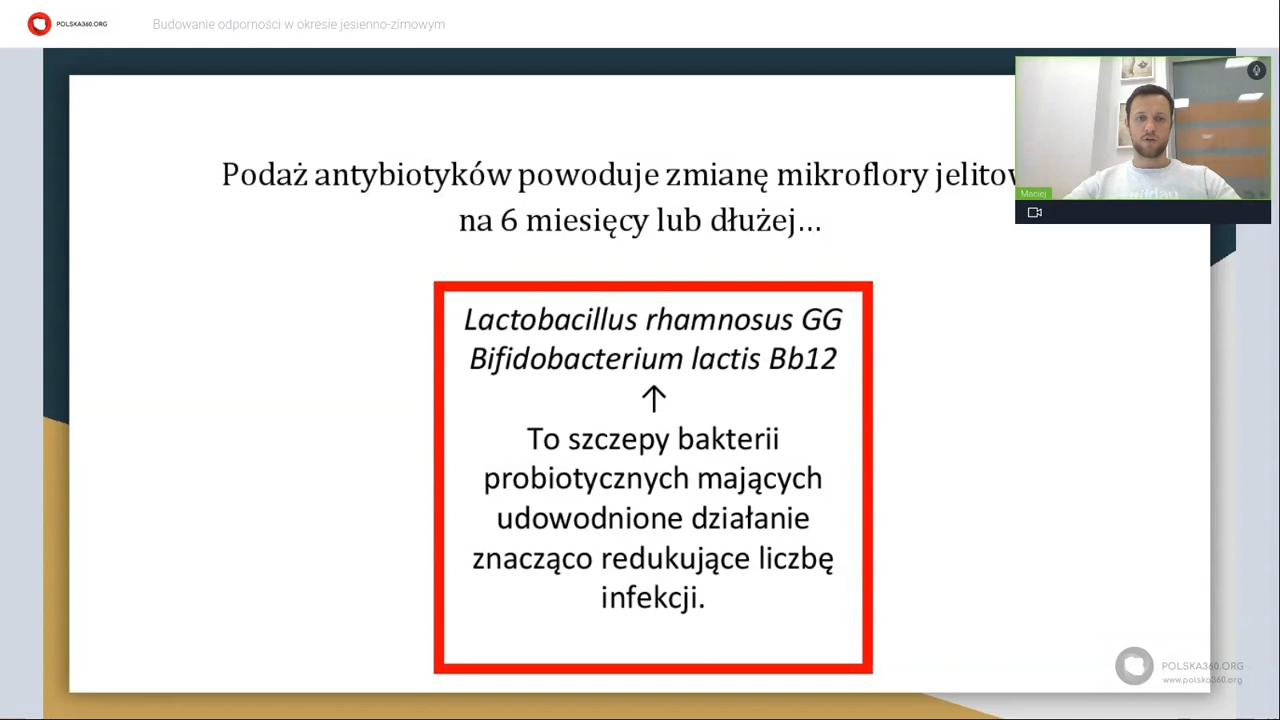 POLSKA360.ORG
Budowanie odporności w okresie jesienno-zimowym
Podaż antybiotyków powoduje zmianę mikroflory
na 6 miesięcy lub dłużej...
Maciej
Lactobacillus rhamnosus GG
Bifidobacterium lactis Bb12
↑
To szczepy bakterii
probiotycznych mających
udowodnione działanie
znacząco redukujące liczbę
infekcji.
POLSKA360.ORG
www.polska360.org